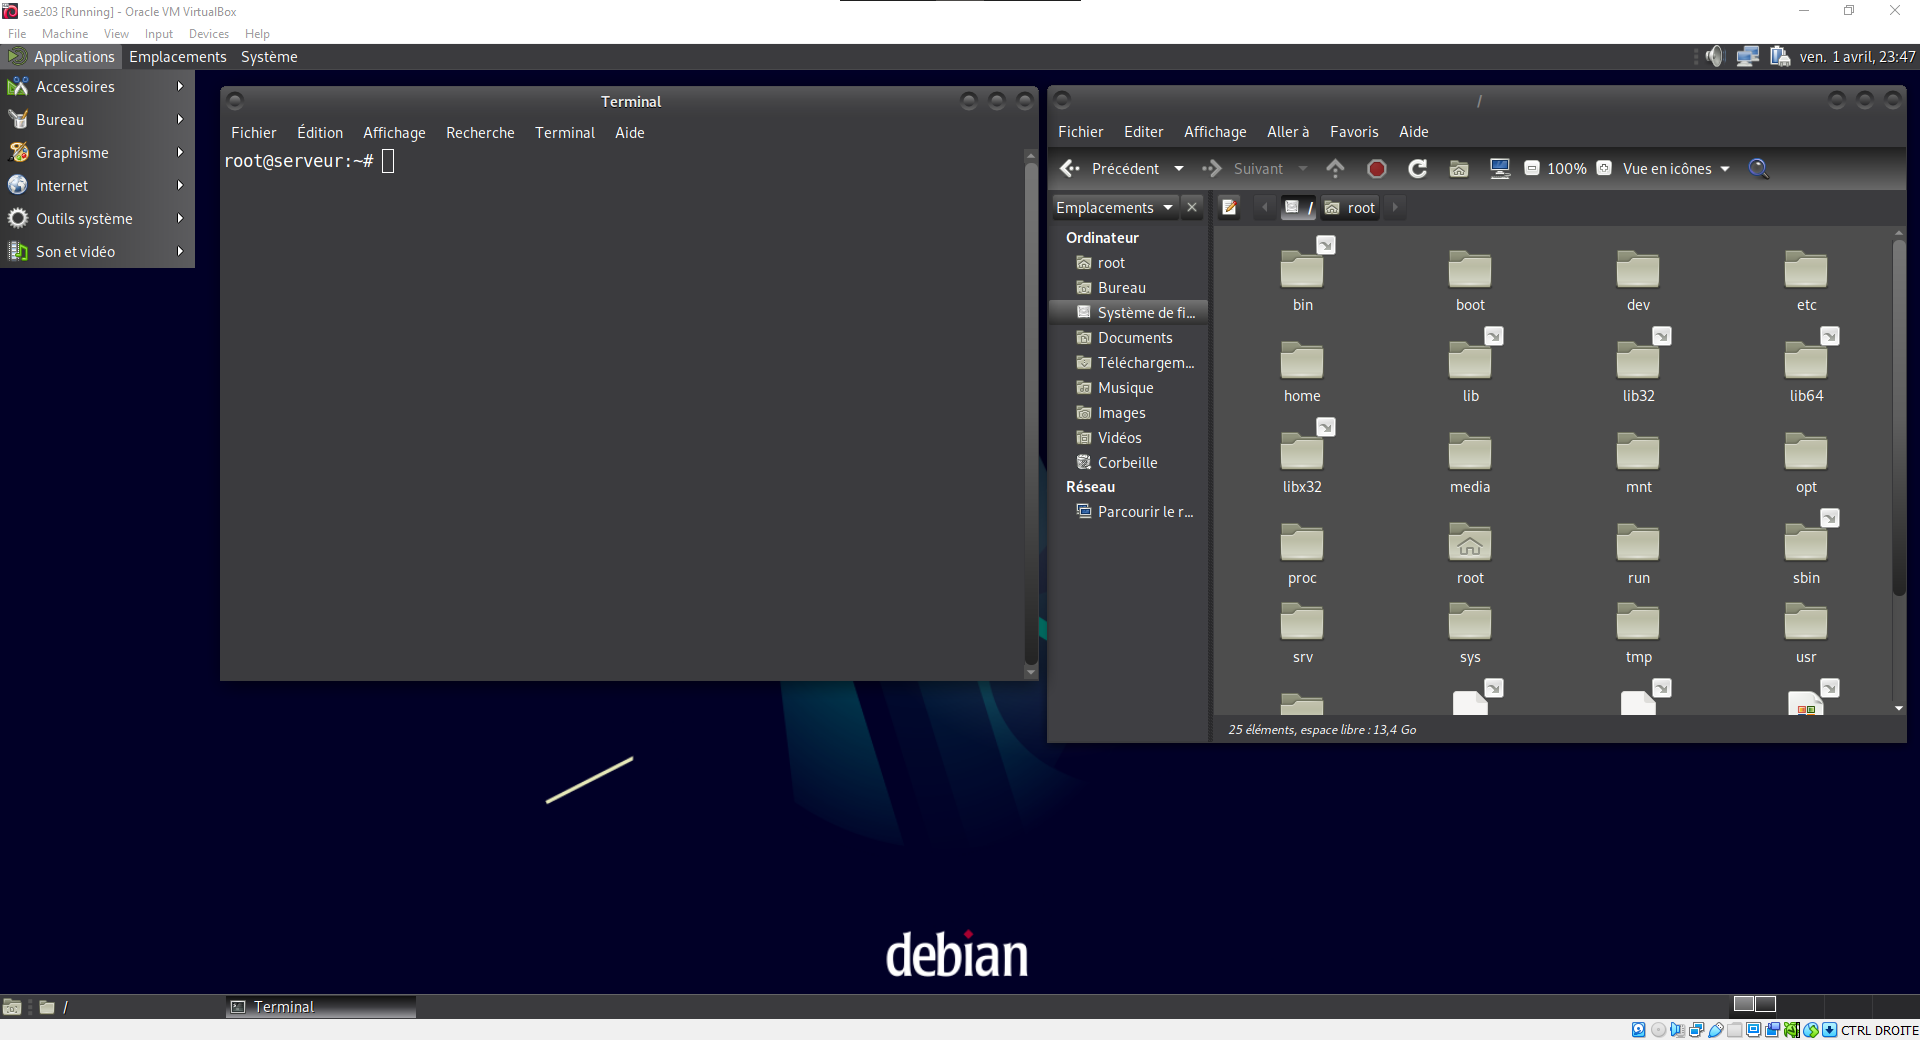 sae203 [Running] - Oracle VM VirtualBox
File Machine View Input Devices Help
Applications Emplacements Système
ven. 1 avril, 23:47
Accessoires
Bureau
Graphisme
Internet
Outils système
Son et vidéo
Terminal
Fichier Édition Affichage Recherche Terminal Aide
root@serveur:~#
/
Fichier Editer Affichage Aller à Favoris Aide
Précédent Suivant 100% Vue en icônes
Emplacements
/ root
Ordinateur
root
Bureau
Système de fi...
Documents
Téléchargem...
Musique
Images
Vidéos
Corbeille
Réseau
Parcourir le r...
bin boot dev etc
home lib lib32 lib64
libx32 media mnt opt
proc root run sbin
srv sys tmp usr
25 éléments, espace libre : 13,4 Go
debian
/ Terminal
CTRL DROITE